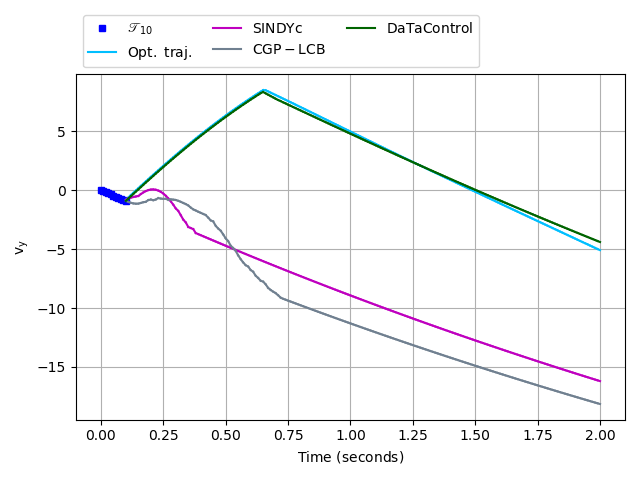 𝒯₁₀ SINDYc DaTaControl
Opt. traj. CGP − LCB
5
0
−5
−10
−15
v_y
0.00 0.25 0.50 0.75 1.00 1.25 1.50 1.75 2.00
Time (seconds)